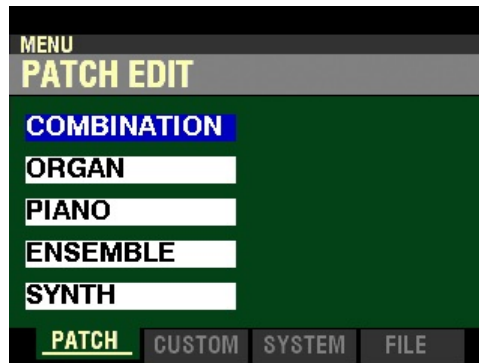 MENU
PATCH EDIT
COMBINATION
ORGAN
PIANO
ENSEMBLE
SYNTH
PATCH CUSTOM SYSTEM FILE